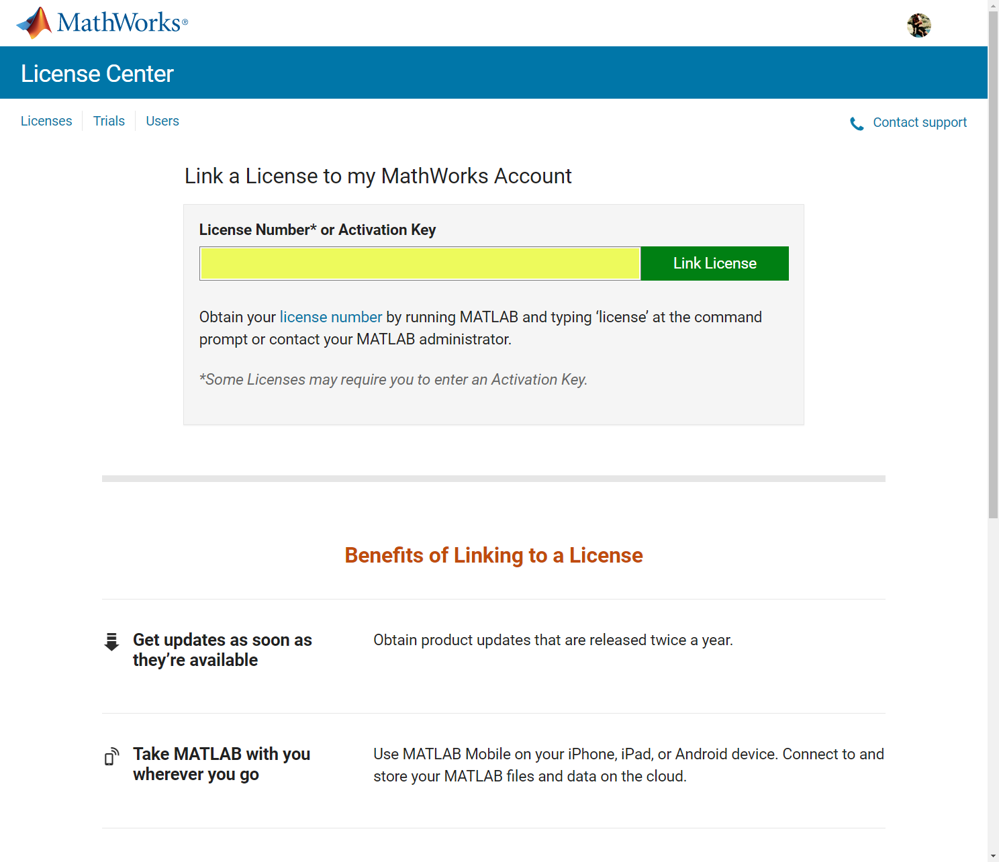 MathWorks®
License Center
Licenses
Trials
Users
Contact support
Link a License to my MathWorks Account
License Number* or Activation Key
Link License
Obtain your license number by running MATLAB and typing ‘license’ at the command
prompt or contact your MATLAB administrator.
*Some Licenses may require you to enter an Activation Key.
Benefits of Linking to a License
Get updates as soon as
they’re available
Obtain product updates that are released twice a year.
Take MATLAB with you
wherever you go
Use MATLAB Mobile on your iPhone, iPad, or Android device. Connect to and
store your MATLAB files and data on the cloud.